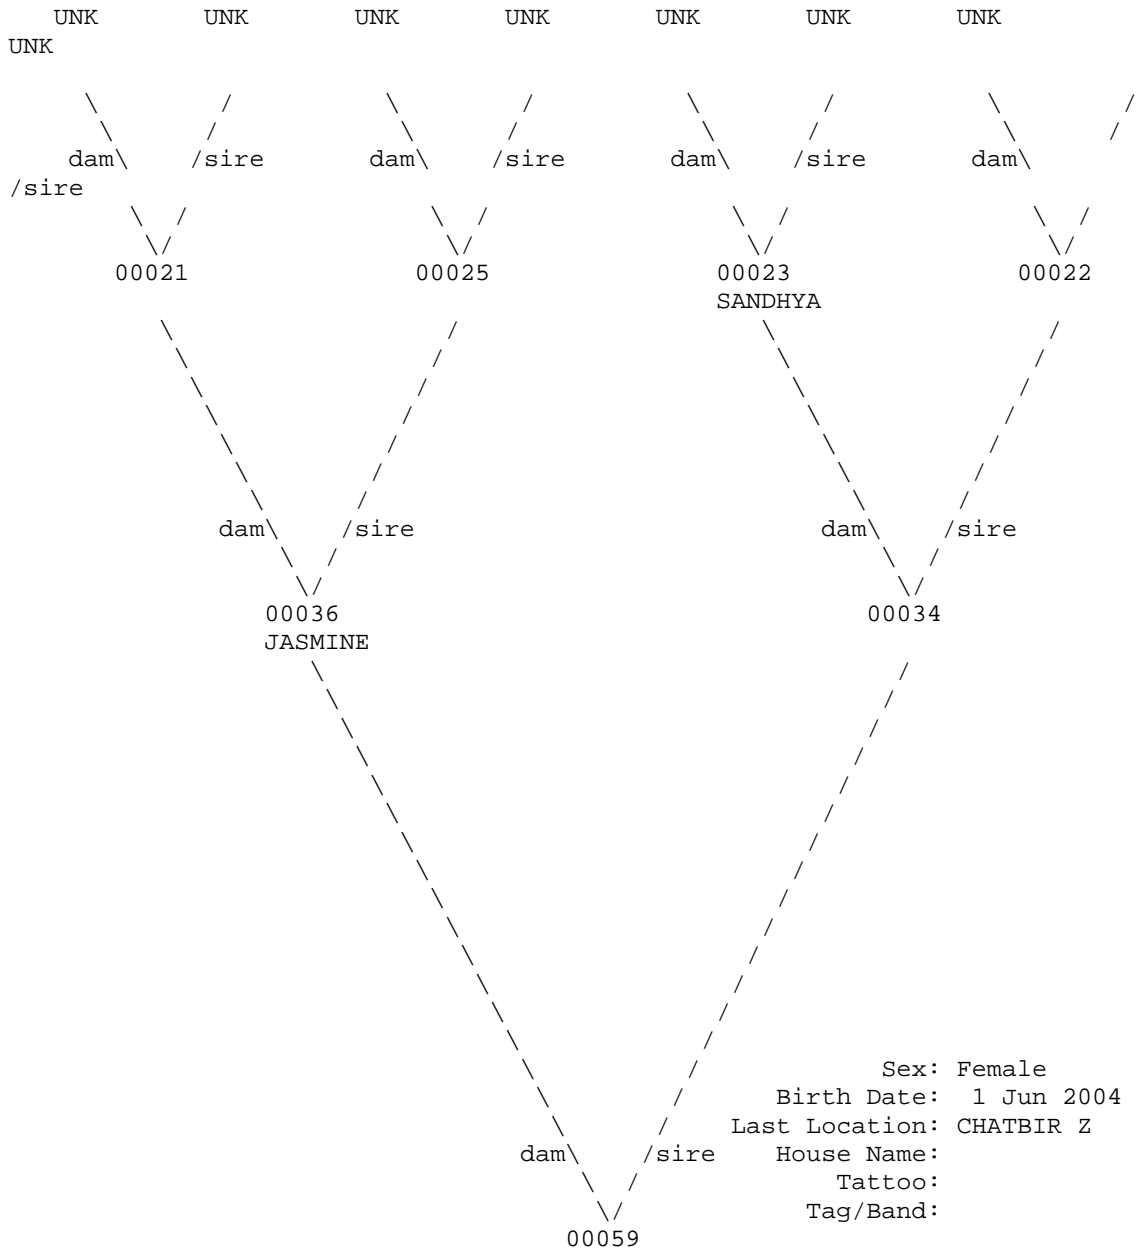 UNK UNK UNK UNK UNK UNK UNK
UNK
dam\ /sire dam\ /sire dam\ /sire dam\
/sire
00021 00025 00023 00022
SANDHYA
dam\ /sire dam\ /sire
00036 00034
JASMINE
Sex: Female
Birth Date: 1 Jun 2004
Last Location: CHATBIR Z
dam\ /sire House Name:
Tattoo:
Tag/Band:
00059